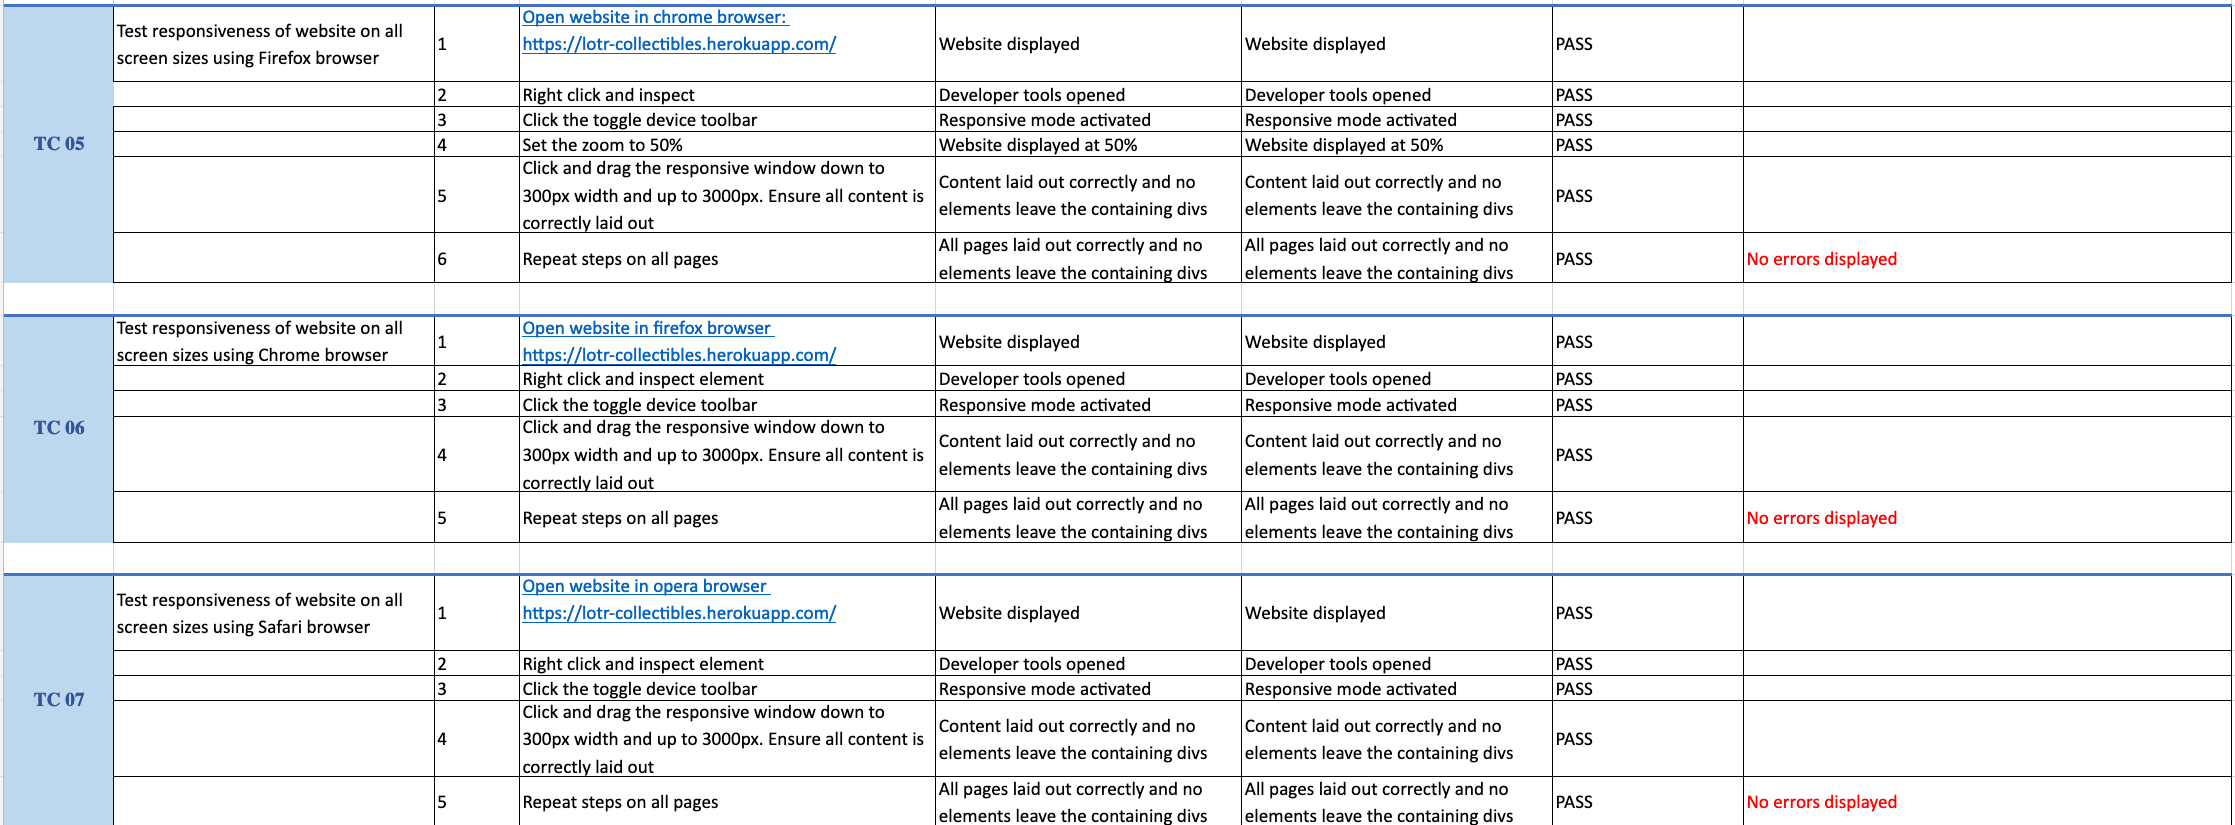 Test responsiveness of website on all
screen sizes using Firefox browser
1
Open website in chrome browser:
https://lotr-collectibles.herokuapp.com/
Website displayed
Website displayed
PASS
2
Right click and inspect
Developer tools opened
Developer tools opened
PASS
3
Click the toggle device toolbar
Responsive mode activated
Responsive mode activated
PASS
TC 05
4
Set the zoom to 50%
Website displayed at 50%
Website displayed at 50%
PASS
5
Click and drag the responsive window down to
300px width and up to 3000px. Ensure all content is
correctly laid out
Content laid out correctly and no
elements leave the containing divs
Content laid out correctly and no
elements leave the containing divs
PASS
6
Repeat steps on all pages
All pages laid out correctly and no
elements leave the containing divs
All pages laid out correctly and no
elements leave the containing divs
PASS
No errors displayed
Test responsiveness of website on all
screen sizes using Chrome browser
1
Open website in firefox browser
https://lotr-collectibles.herokuapp.com/
Website displayed
Website displayed
PASS
2
Right click and inspect element
Developer tools opened
Developer tools opened
PASS
3
Click the toggle device toolbar
Responsive mode activated
Responsive mode activated
PASS
TC 06
4
Click and drag the responsive window down to
300px width and up to 3000px. Ensure all content is
correctly laid out
Content laid out correctly and no
elements leave the containing divs
Content laid out correctly and no
elements leave the containing divs
PASS
5
Repeat steps on all pages
All pages laid out correctly and no
elements leave the containing divs
All pages laid out correctly and no
elements leave the containing divs
PASS
No errors displayed
Test responsiveness of website on all
screen sizes using Safari browser
1
Open website in opera browser
https://lotr-collectibles.herokuapp.com/
Website displayed
Website displayed
PASS
2
Right click and inspect element
Developer tools opened
Developer tools opened
PASS
3
Click the toggle device toolbar
Responsive mode activated
Responsive mode activated
PASS
TC 07
4
Click and drag the responsive window down to
300px width and up to 3000px. Ensure all content is
correctly laid out
Content laid out correctly and no
elements leave the containing divs
Content laid out correctly and no
elements leave the containing divs
PASS
5
Repeat steps on all pages
All pages laid out correctly and no
elements leave the containing divs
All pages laid out correctly and no
elements leave the containing divs
PASS
No errors displayed